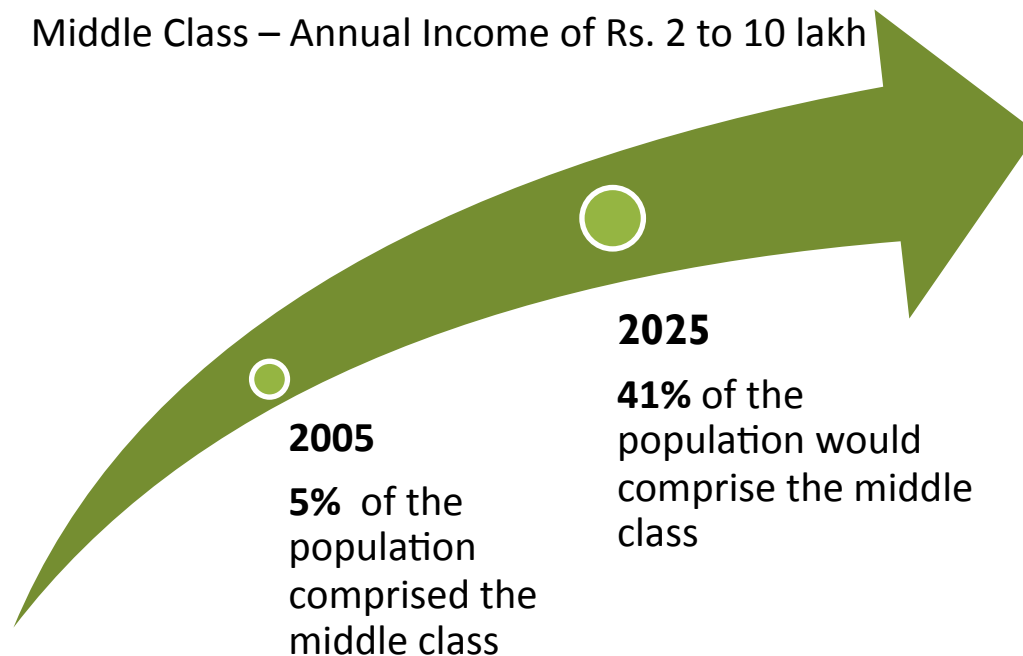 Middle Class – Annual Income of Rs. 2 to 10 lakh
2005
5% of the
population
comprised the
middle class
2025
41% of the
population would
comprise the middle
class